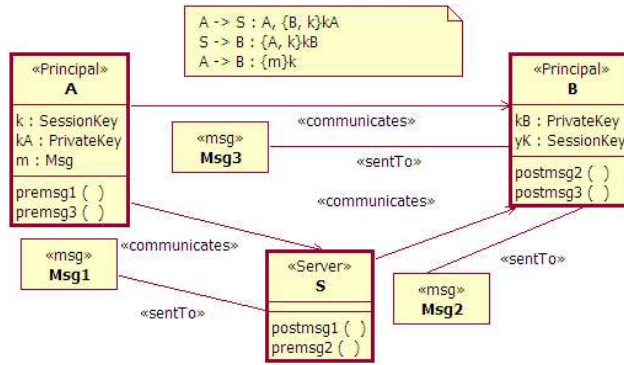 A -> S : A, {B, k}kA
S -> B : {A, k}kB
A -> B : {m}k
«Principal»
A
k : SessionKey
kA : PrivateKey
m : Msg
premsg1 ( )
premsg3 ( )
«Principal»
B
kB : PrivateKey
yK : SessionKey
postmsg2 ( )
postmsg3 ( )
«communicates»
«msg»
Msg3
«sentTo»
«communicates»
«communicates»
«msg»
Msg1
«sentTo»
«Server»
S
postmsg1 ( )
premsg2 ( )
«sentTo»
«msg»
Msg2